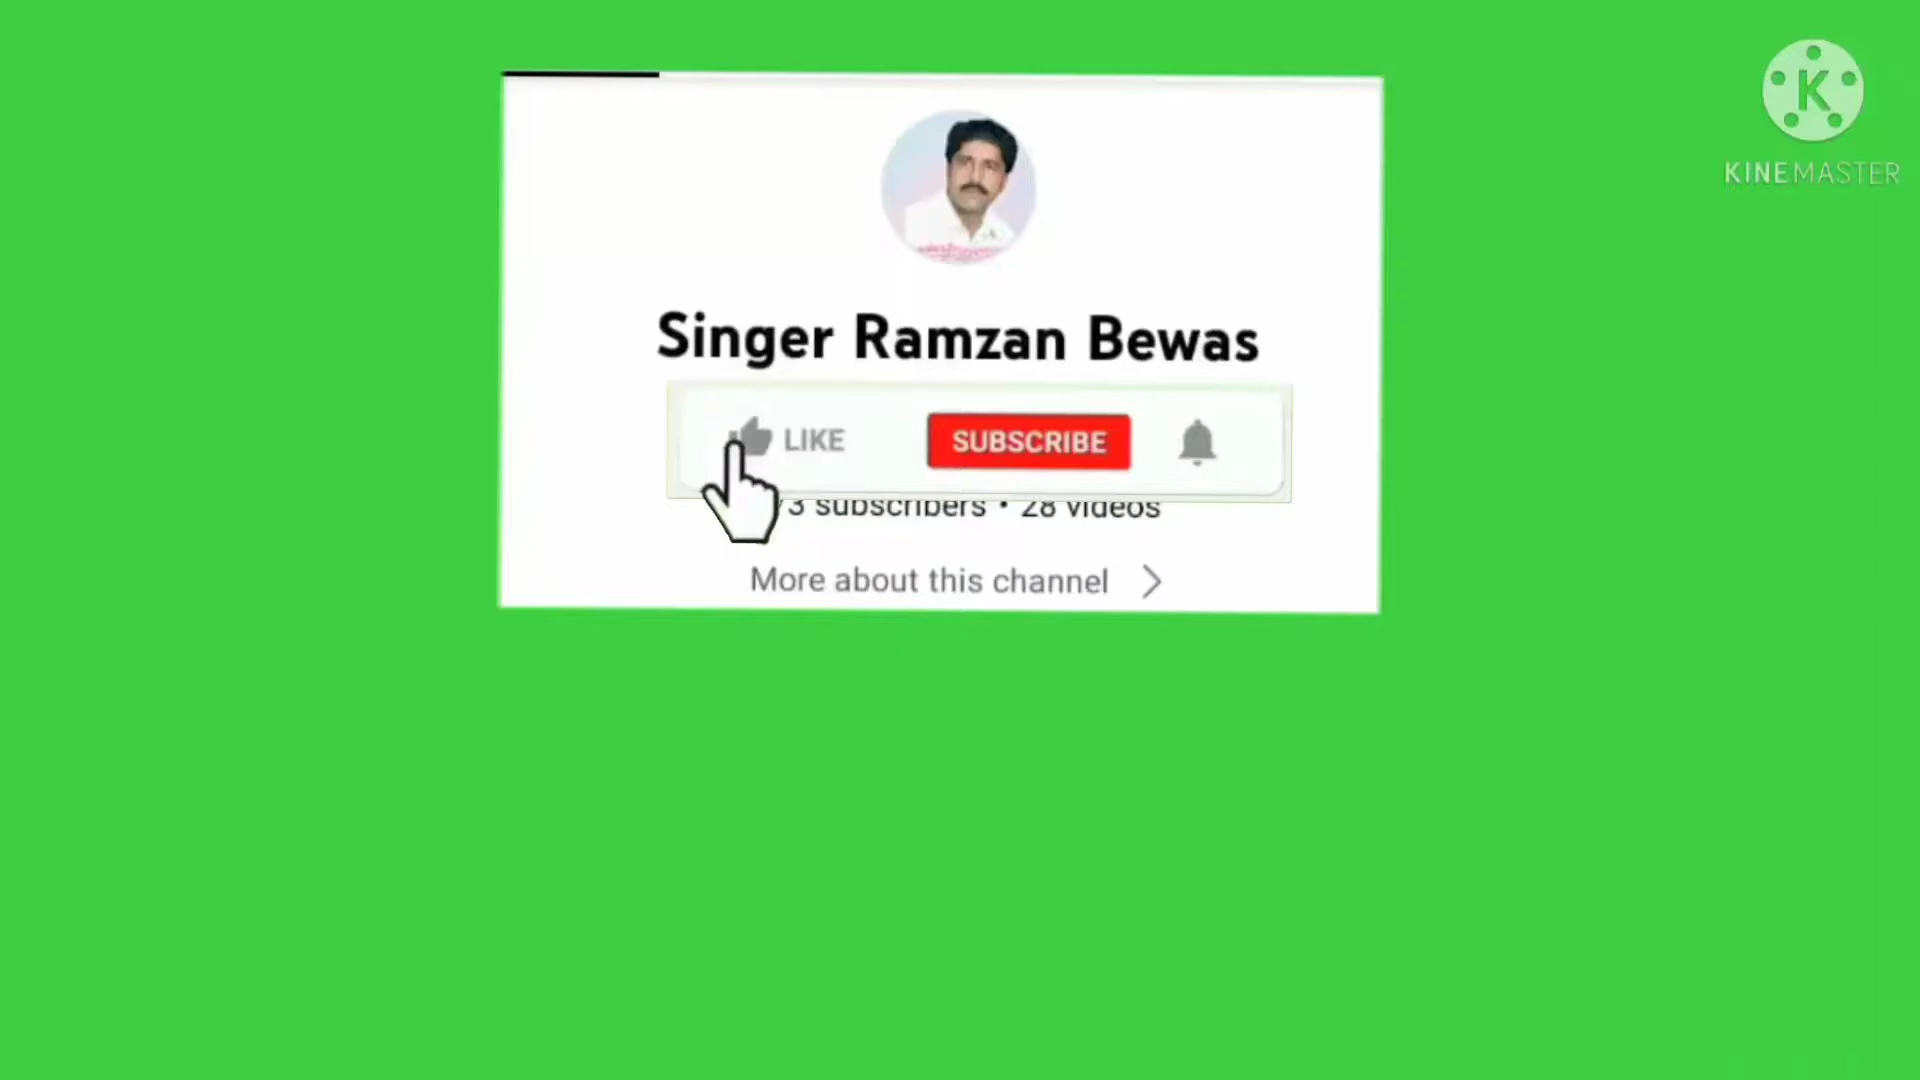 KINEMASTER
Singer Ramzan Bewas
LIKE SUBSCRIBE
subscribers • 28 videos
More about this channel